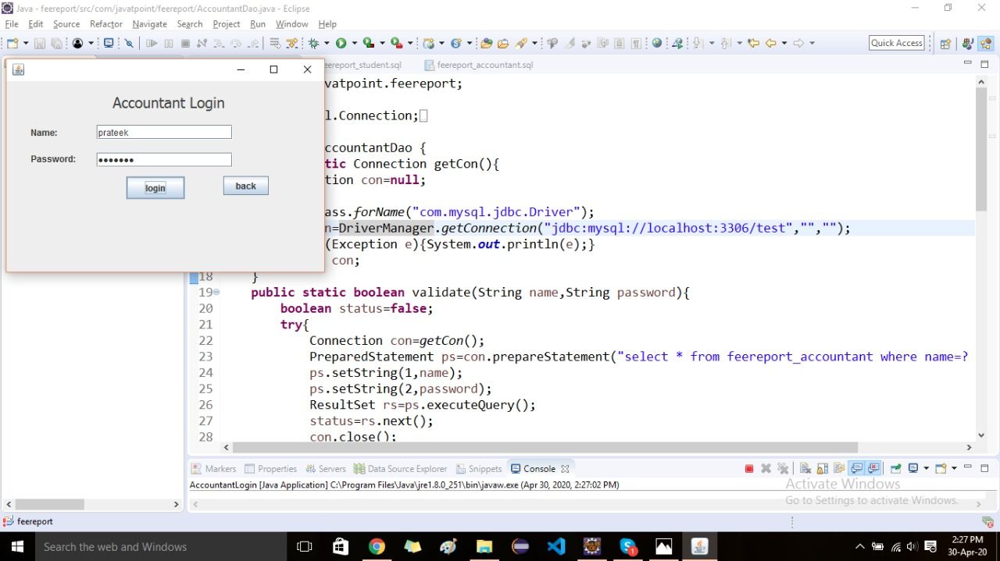 Java - feereport/src/com/javatpoint/feereport/AccountantDao.java - Eclipse
File Edit Source Refactor Navigate Search Project Run Window Help
Quick Access
eereport_student.sql feereport_accountant.sql
Accountant Login
Name: prateek
Password: •••••••
login back
vatpoint.feereport;
l.Connection;
ccountantDao {
tic Connection getCon(){
tion con=null;
ass.forName("com.mysql.jdbc.Driver");
n=DriverManager.getConnection("jdbc:mysql://localhost:3306/test","","");
(Exception e){System.out.println(e);}
con;
18 }
19 public static boolean validate(String name,String password){
20 boolean status=false;
21 try{
22 Connection con=getCon();
23 PreparedStatement ps=con.prepareStatement("select * from feereport_accountant where name=?
24 ps.setString(1,name);
25 ps.setString(2,password);
26 ResultSet rs=ps.executeQuery();
27 status=rs.next();
28 con.close();
Markers Properties Servers Data Source Explorer Snippets Console
AccountantLogin [Java Application] C:\Program Files\Java\jre1.8.0_251\bin\javaw.exe (Apr 30, 2020, 2:27:02 PM)
Activate Windows
Go to Settings to activate Windows.
feereport
Search the web and Windows
1
2:27 PM
30-Apr-20